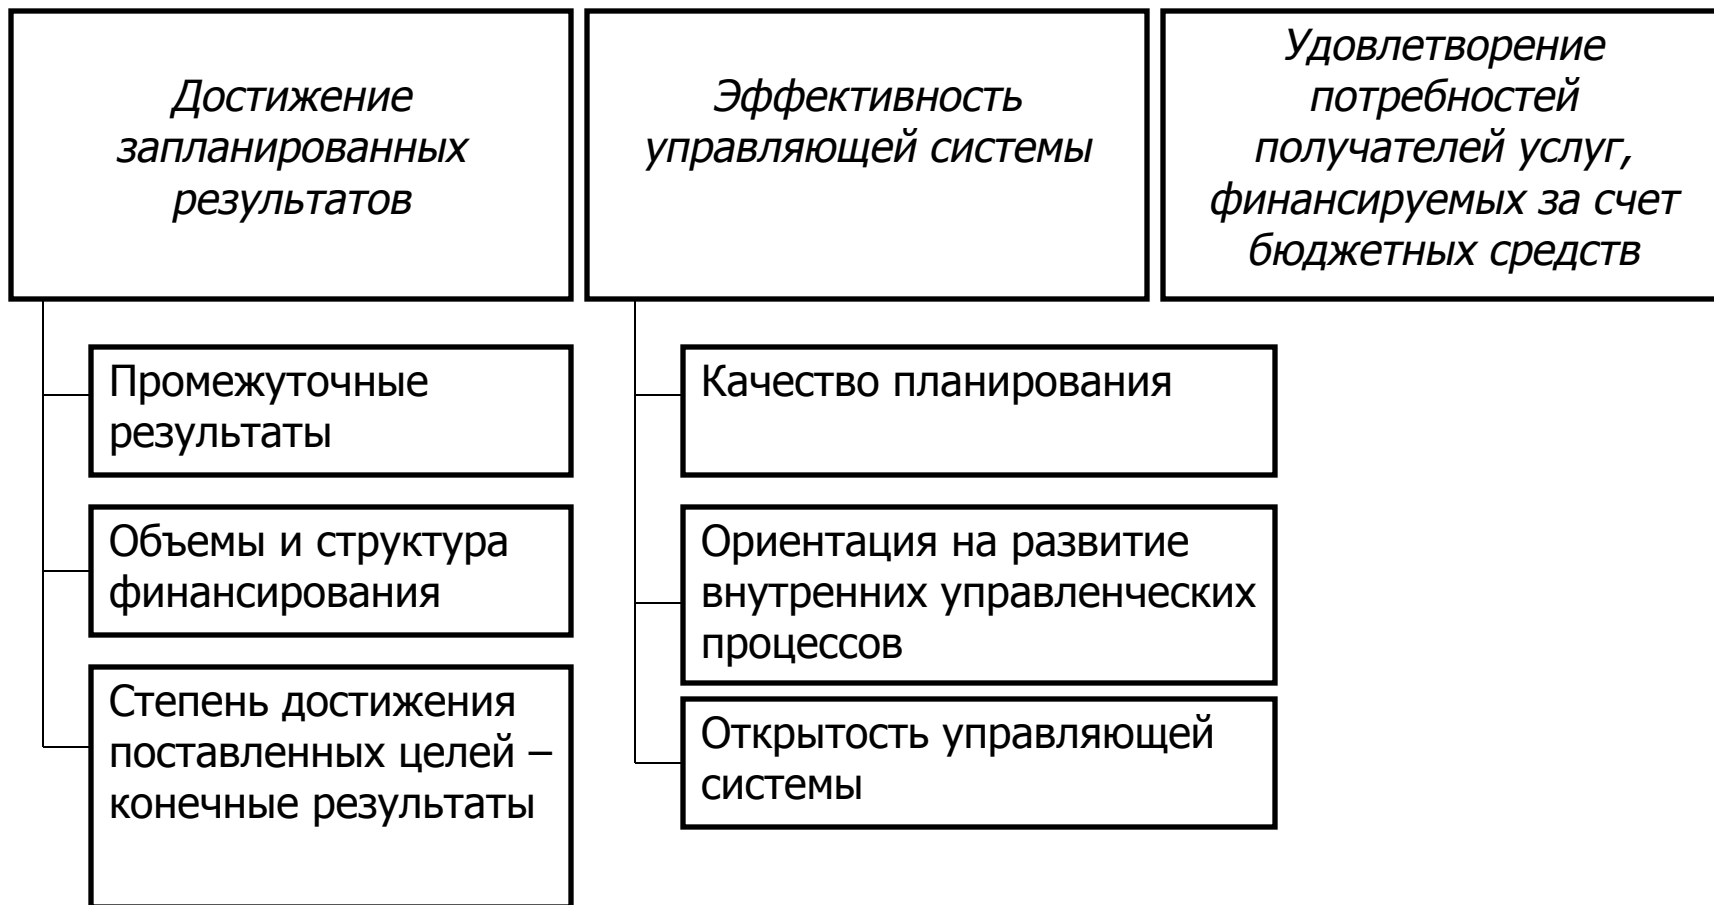 Достижение
запланированных
результатов
Эффективность
управляющей системы
Удовлетворение
потребностей
получателей услуг,
финансируемых за счет
бюджетных средств
Промежуточные
результаты
Объемы и структура
финансирования
Степень достижения
поставленных целей –
конечные результаты
Качество планирования
Ориентация на развитие
внутренних управленческих
процессов
Открытость управляющей
системы